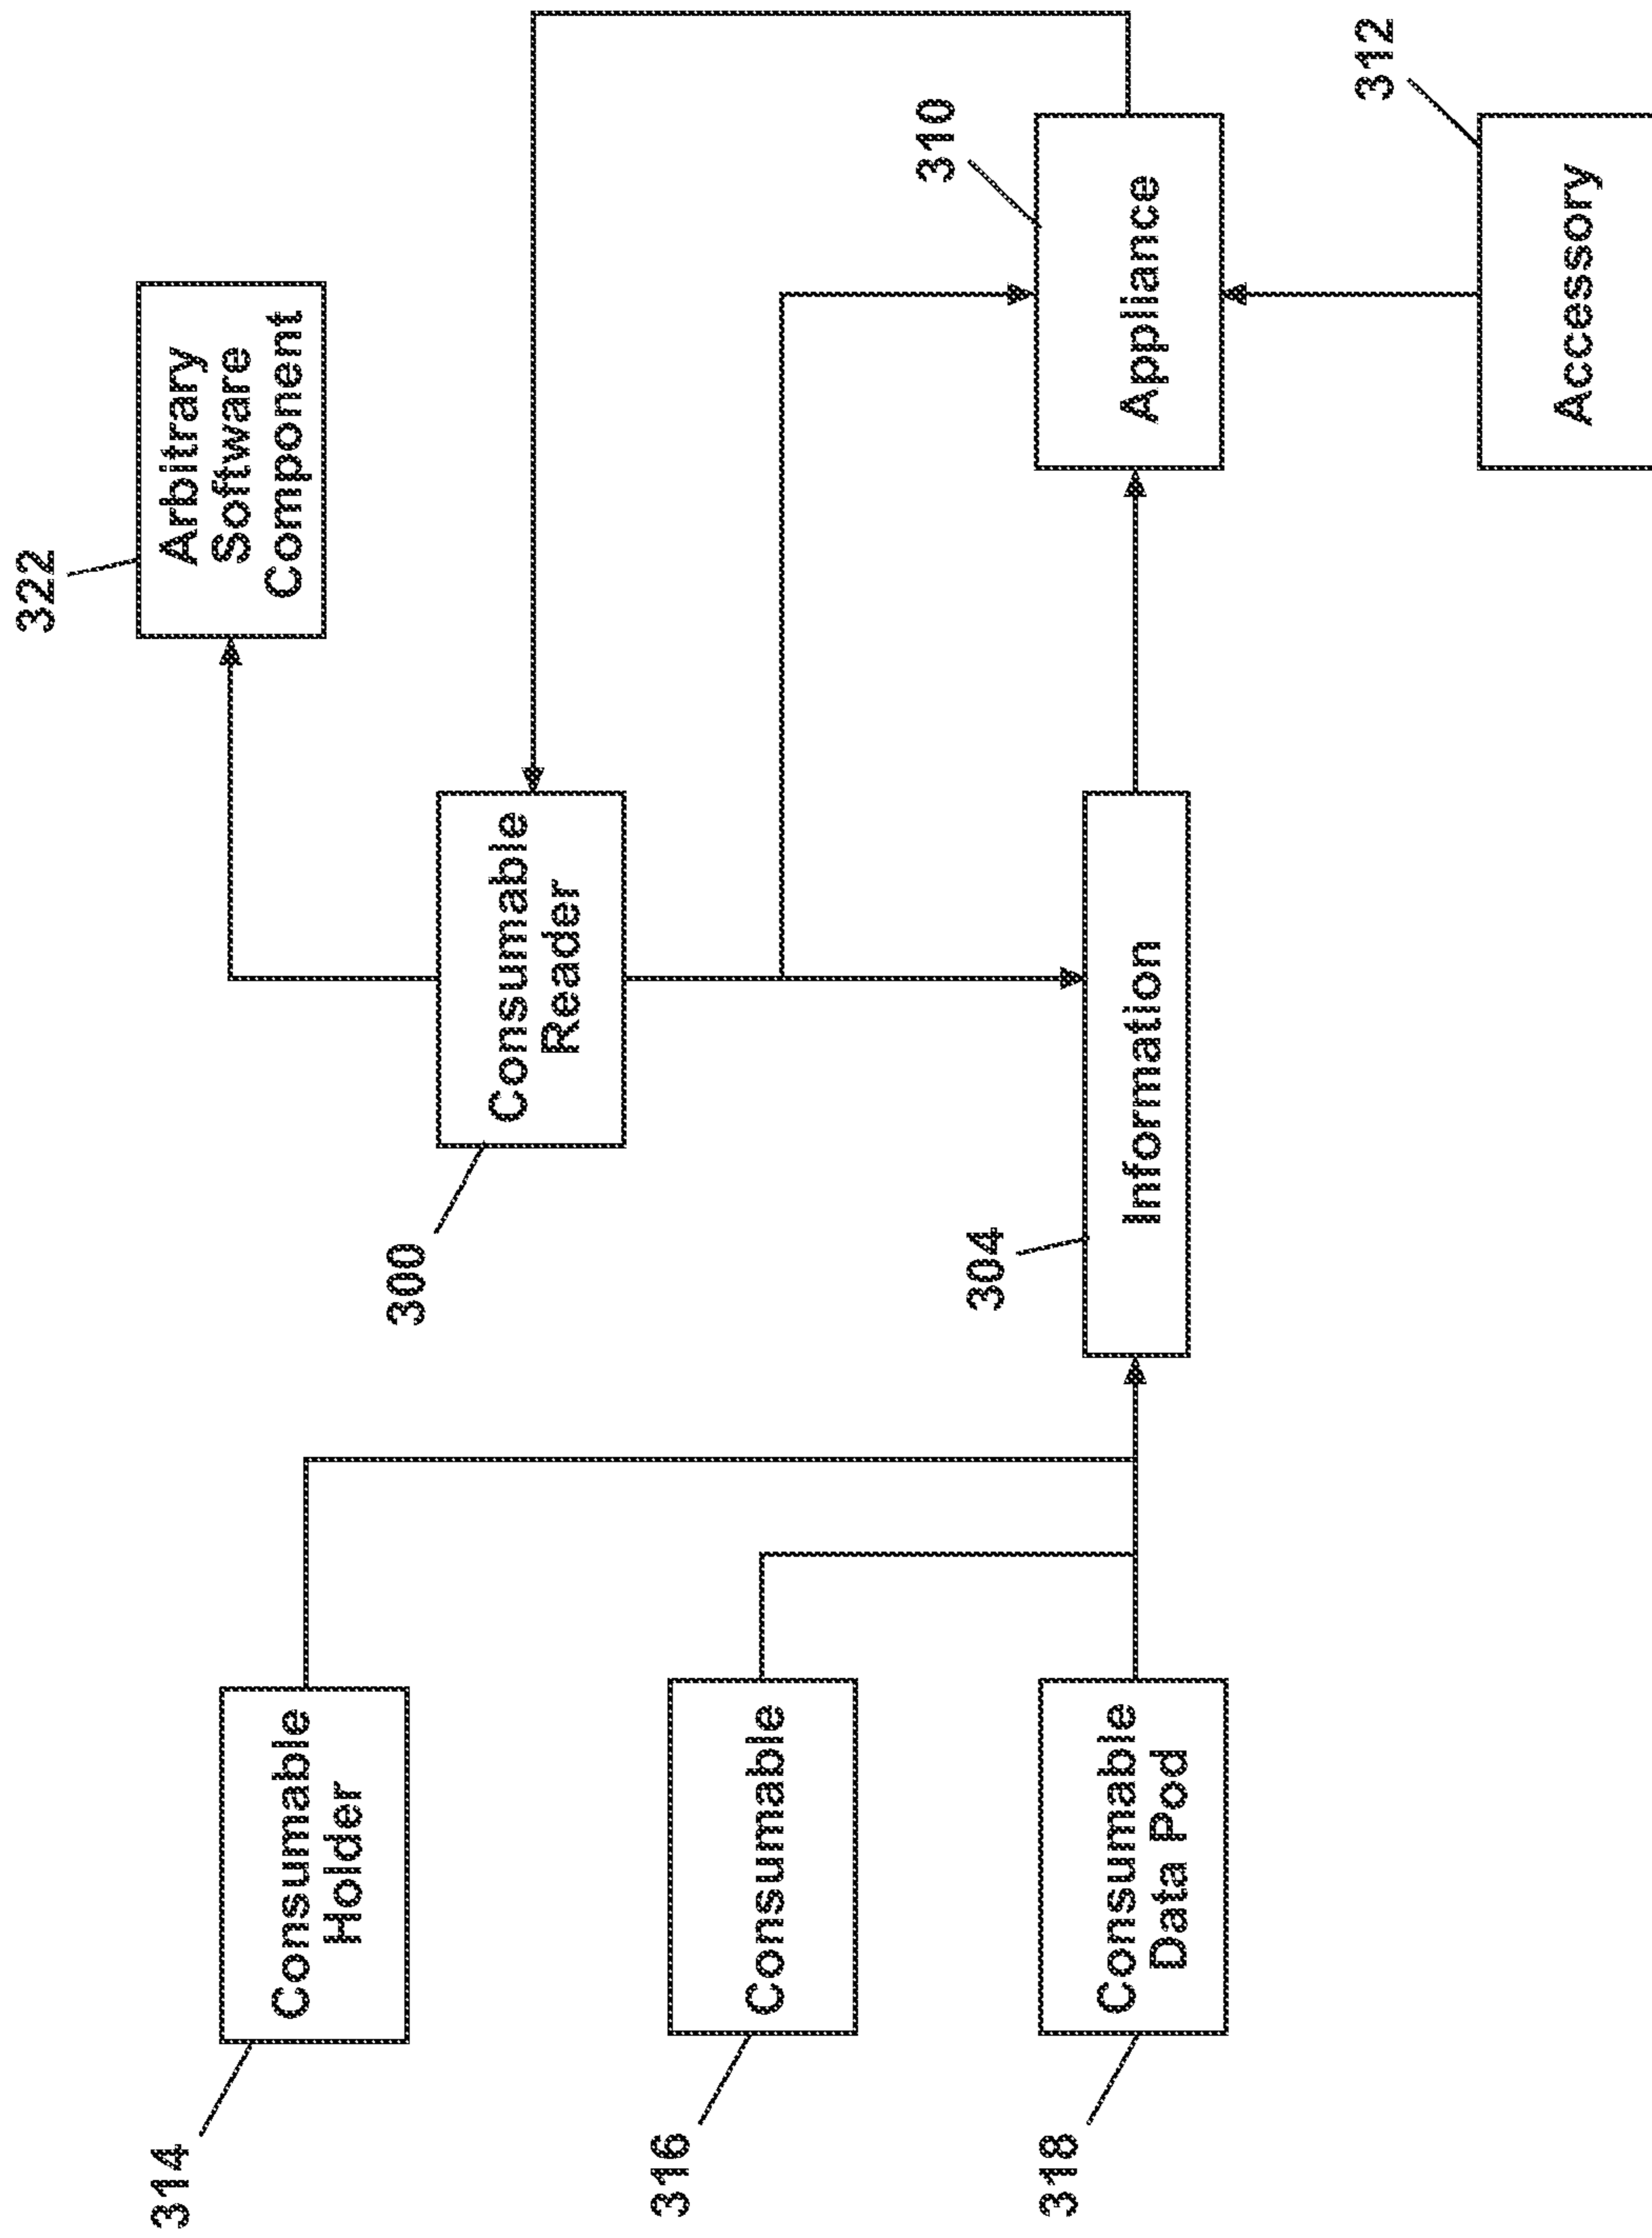 322
Arbitrary
Software
Component
314
Consumable
Holder
300
Consumable
Reader
316
Consumable
304
Information
310
Appliance
318
Consumable
Data Pod
312
Accessory